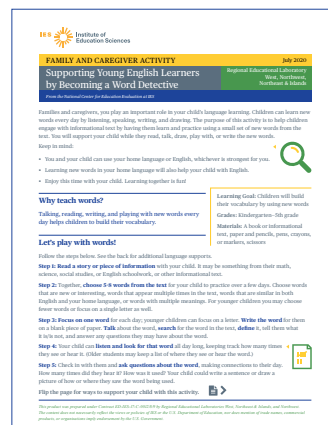 IES Institute of
Education Sciences
FAMILY AND CAREGIVER ACTIVITY
July 2020
Supporting Young English Learners
by Becoming a Word Detective
From the National Center for Education Evaluation at IES
Regional Educational Laboratory
West, Northwest,
Northeast & Islands
Families and caregivers, you play an important role in your child's language learning. Children can learn new
words every day by listening, speaking, writing, and drawing. The purpose of this activity is to help children
engage with informational text by having them learn and practice using a small set of new words from the
text. You will support your child while they read, talk, draw, play with, or write the new words.
Keep in mind:
• You and your child can use your home language or English, whichever is strongest for you.
• Learning new words in your home language will also help your child with English.
• Enjoy this time with your child. Learning together is fun!
Why teach words?
Talking, reading, writing, and playing with new words every
day helps children to build their vocabulary.
Learning Goal: Children will build
their vocabulary by using new words
Grades: Kindergarten–5th grade
Materials: A book or informational
text, paper and pencils, pens, crayons,
or markers, scissors
Let's play with words!
Follow the steps below. See the back for additional language supports.
Step 1: Read a story or piece of information with your child. It may be something from their math,
science, social studies, or English schoolwork, or other informational text.
Step 2: Together, choose 5-8 words from the text for your child to practice over a few days. Choose words
that are new or interesting, words that appear multiple times in the text, words that are similar in both
English and your home language, or words with multiple meanings. For younger children you may choose
fewer words or focus on a single letter as well.
Step 3: Focus on one word for each day; younger children can focus on a letter. Write the word for them
on a blank piece of paper. Talk about the word, search for the word in the text, define it, tell them what
it is/is not, and answer any questions they may have about the word.
Step 4: Your child can listen and look for that word all day long, keeping track how many times
they see or hear it. (Older students may keep a list of where they see or hear the word.)
Step 5: Check in with them and ask questions about the word, making connections to their day.
How many times did they hear it? How was it used? Your child could write a sentence or draw a
picture of how or where they saw the word being used.
Flip the page for ways to support your child with this activity.